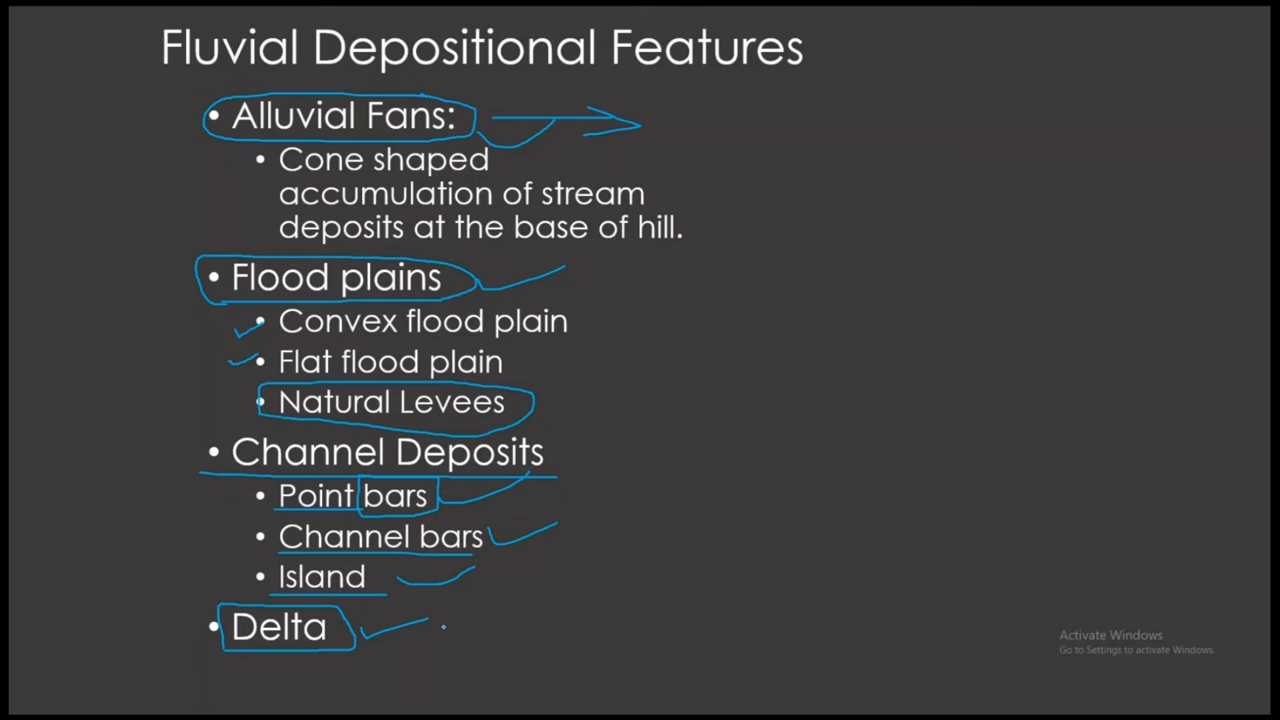 Fluvial Depositional Features
• Alluvial Fans:
• Cone shaped
accumulation of stream
deposits at the base of hill.
• Flood plains
• Convex flood plain
• Flat flood plain
• Natural Levees
• Channel Deposits
• Point bars
• Channel bars
• Island
• Delta
Activate Windows
Go to Settings to activate Windows.